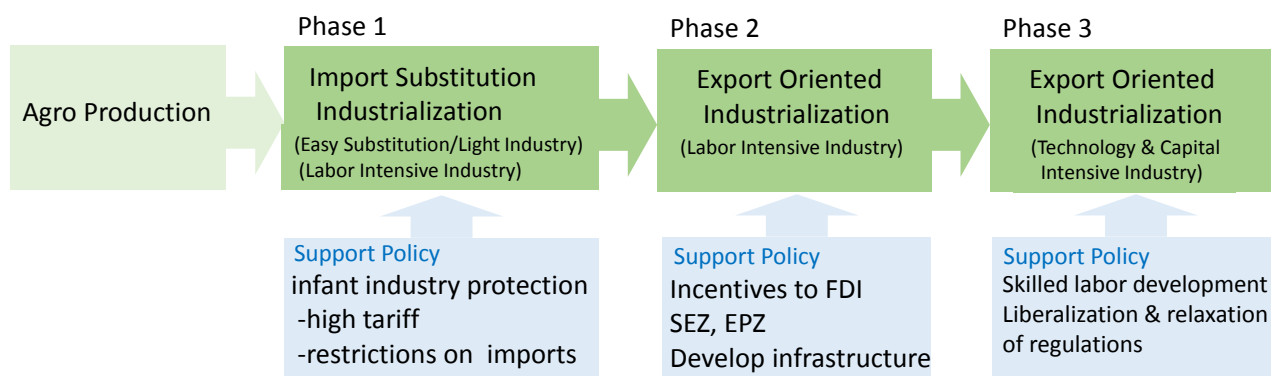 Agro Production
Phase 1
Import Substitution
Industrialization
(Easy Substitution/Light Industry)
(Labor Intensive Industry)
Support Policy
infant industry protection
-high tariff
-restrictions on imports
Phase 2
Export Oriented
Industrialization
(Labor Intensive Industry)
Support Policy
Incentives to FDI
SEZ, EPZ
Develop infrastructure
Phase 3
Export Oriented
Industrialization
(Technology & Capital
Intensive Industry)
Support Policy
Skilled labor development
Liberalization & relaxation
of regulations